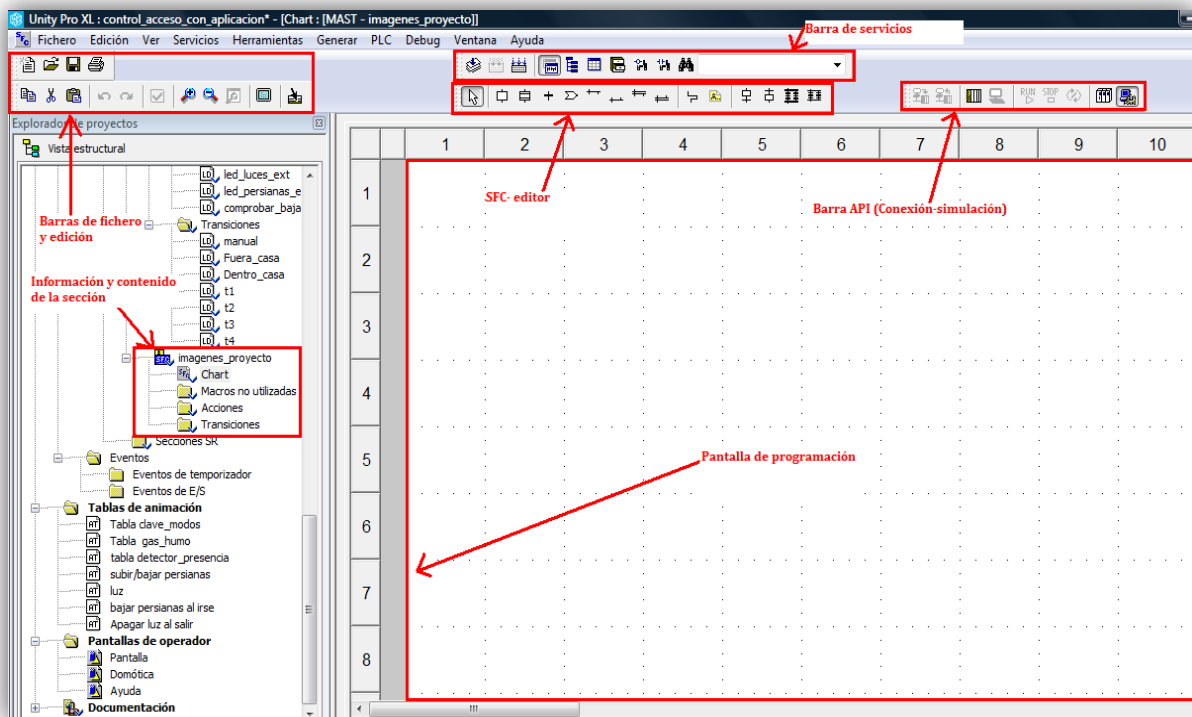 Unity Pro XL : control_acceso_con_aplicacion* - [Chart : [MAST - imagenes_proyecto]]
Fichero Edición Ver Servicios Herramientas Generar PLC Debug Ventana Ayuda
Barra de servicios
RUN STOP
Explorador de proyectos
Vista estructural
1 2 3 4 5 6 7 8 9 10
led_luces_ext
led_persianas_e
comprobar_baja
Transiciones
manual
Fuera_casa
Dentro_casa
t1
t2
t3
t4
Barras de fichero
y edición
Información y contenido
de la sección
imagenes_proyecto
Chart
Macros no utilizadas
Acciones
Transiciones
Secciones SR
Eventos
Eventos de temporizador
Eventos de E/S
Tablas de animación
Tabla clave_modos
Tabla gas_humo
tabla detector_presencia
subir/bajar persianas
luz
bajar persianas al irse
Apagar luz al salir
Pantallas de operador
Pantalla
Domótica
Ayuda
Documentación
SFC- editor
Barra API (Conexión-simulación)
Pantalla de programación
1
2
3
4
5
6
7
8